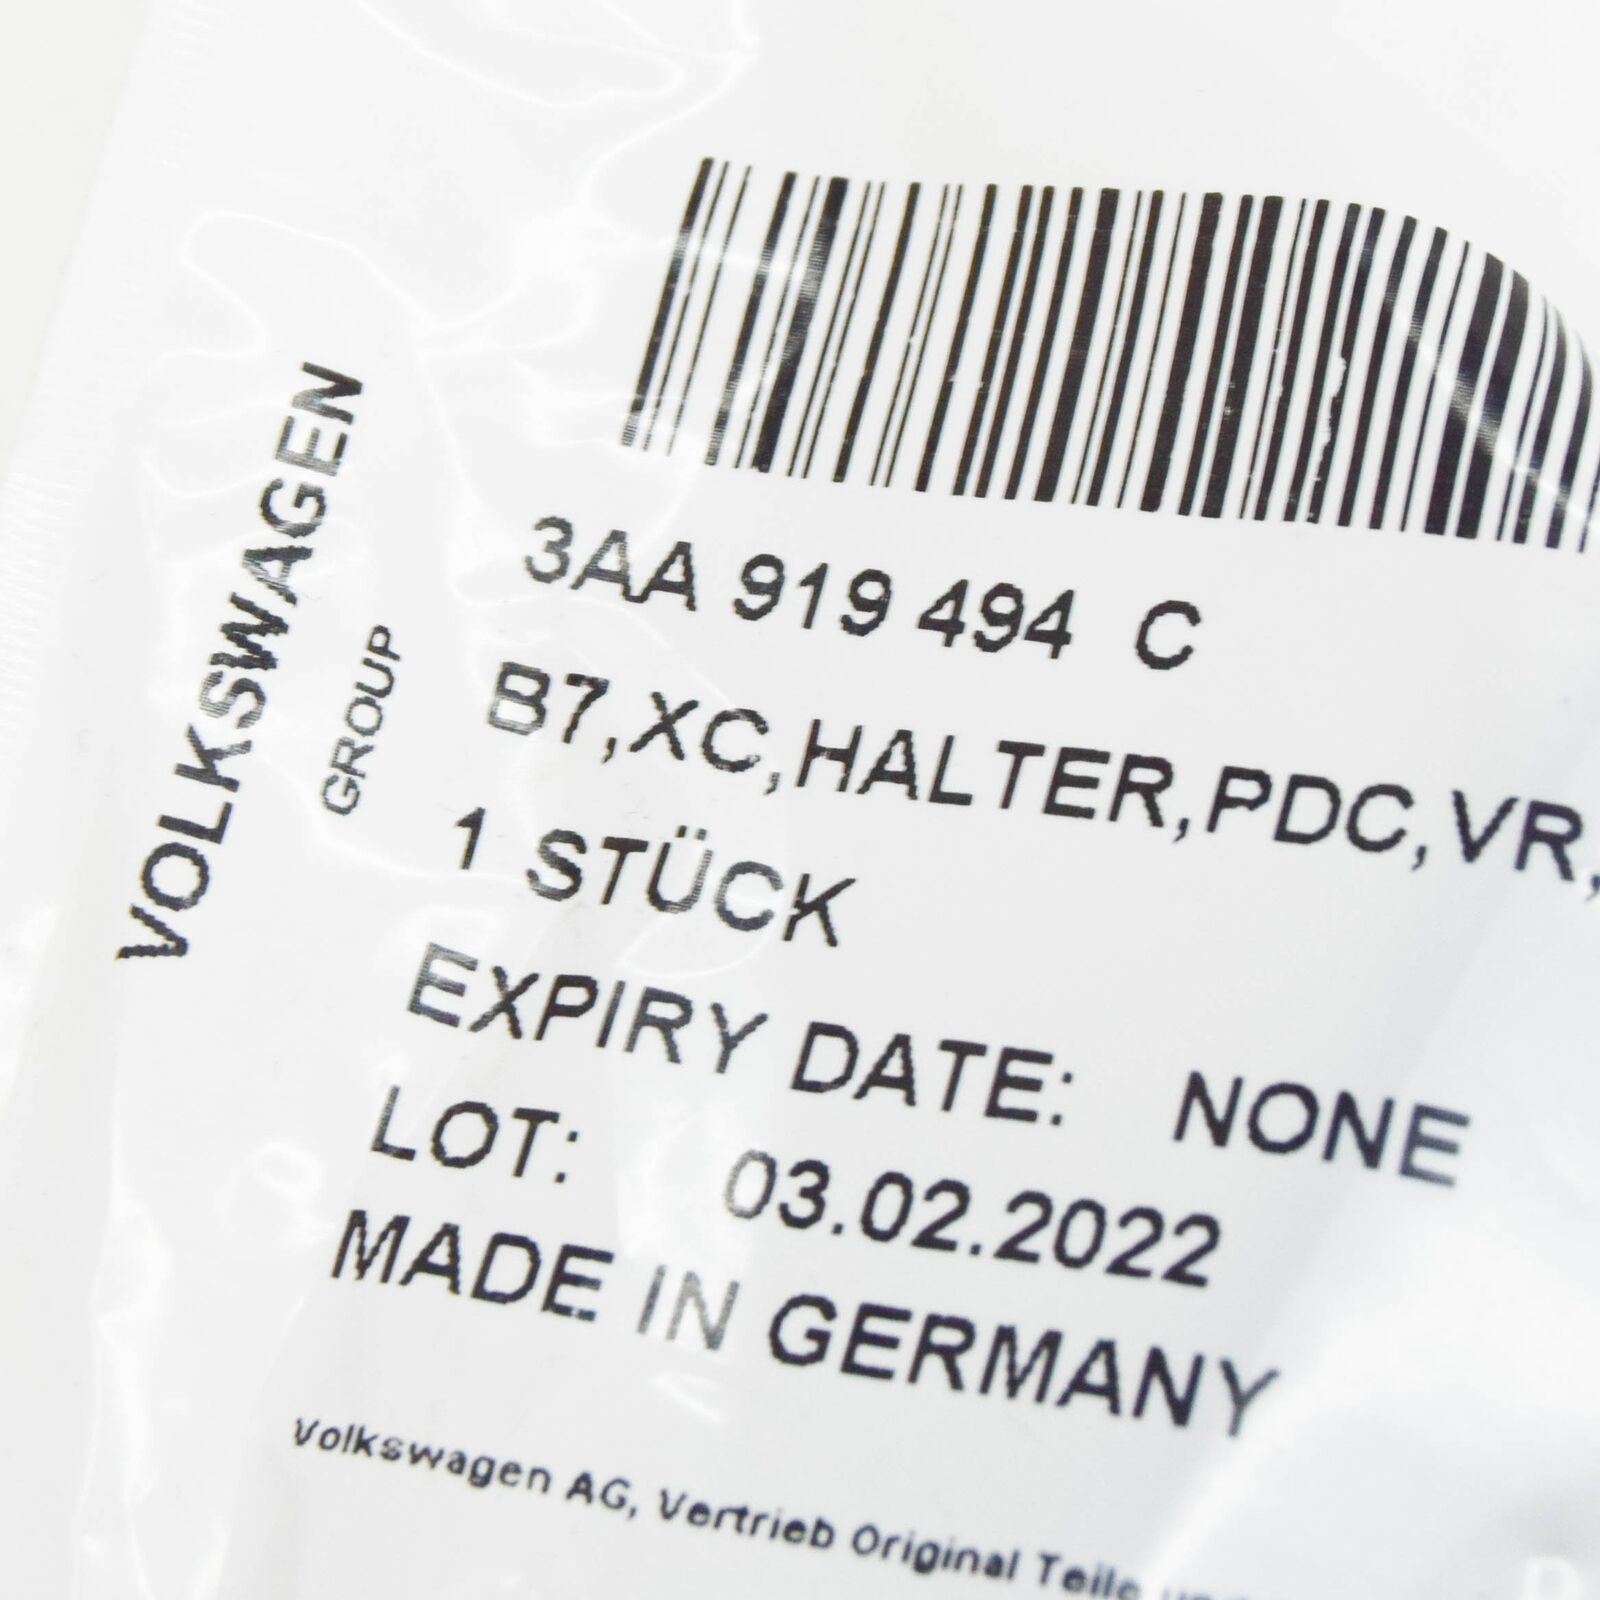 VOLKSWAGEN
GROUP
3AA 919 494 C
B7,XC,HALTER,PDC,VR,
1 STÜCK
EXPIRY DATE: NONE
LOT: 03.02.2022
MADE IN GERMANY
Volkswagen AG, Vertrieb Original Teile